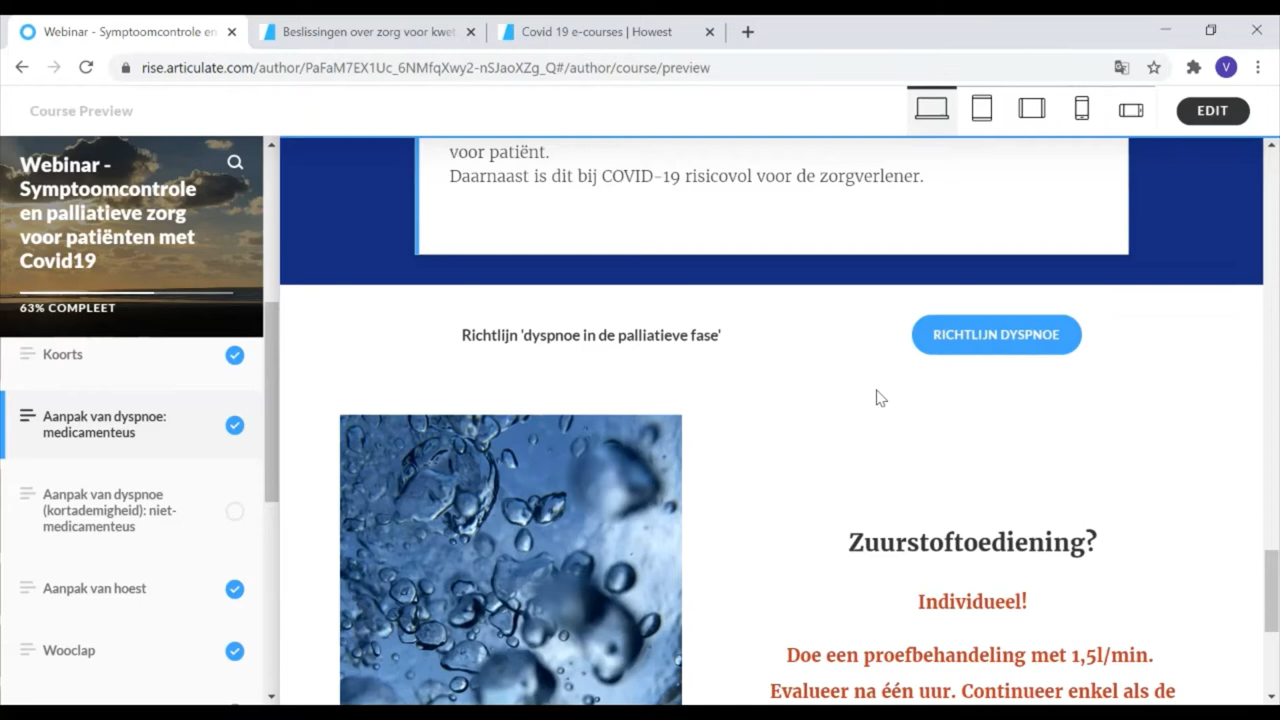 Webinar - Symptoomcontrole en
Beslissingen over zorg voor kwet
Covid 19 e-courses | Howest
rise.articulate.com/author/PaFaM7EX1Uc_6NMfqXwy2-nSJaoXZg_Q#/author/course/preview
V
Course Preview
EDIT
Webinar -
Symptoomcontrole
en palliatieve zorg
voor patiënten met
Covid19
63% COMPLEET
Koorts
Aanpak van dyspnoe:
medicamenteus
Aanpak van dyspnoe
(kortademigheid): niet-
medicamenteus
Aanpak van hoest
Wooclap
voor patiënt.
Daarnaast is dit bij COVID-19 risicovol voor de zorgverlener.
Richtlijn 'dyspnoe in de palliatieve fase'
RICHTLIJN DYSPNOE
Zuurstoftoediening?
Individueel!
Doe een proefbehandeling met 1,5l/min.
Evalueer na één uur. Continueer enkel als de